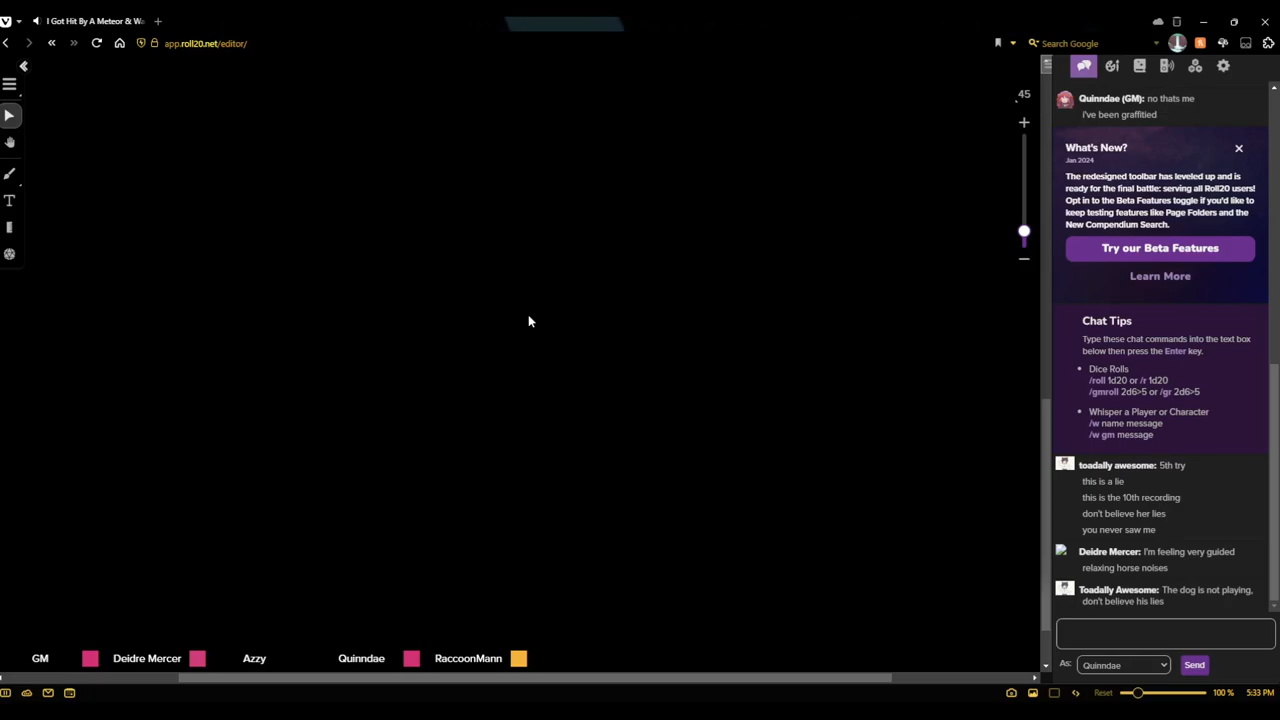 I Got Hit By A Meteor & Wa
app.roll20.net/editor/
Search Google
45
Quinndae (GM): no thats me
I've been graffitied
What's New?
Jan 2024
The redesigned toolbar has leveled up and is
ready for the final battle: serving all Roll20 users!
Opt in to the Beta Features toggle if you'd like to
keep testing features like Page Folders and the
New Compendium Search.
Try our Beta Features
Learn More
Chat Tips
Type these chat commands into the text box
below then press the Enter key.
Dice Rolls
/roll 1d20 or /r 1d20
/gmroll 2d6>5 or /gr 2d6>5
Whisper a Player or Character
/w name message
/w gm message
toadally awesome: 5th try
this is a lie
this is the 10th recording
don't believe her lies
you never saw me
Deidre Mercer: I'm feeling very guided
relaxing horse noises
Toadally Awesome: The dog is not playing,
don't believe his lies
GM
Deidre Mercer
Azzy
Quinndae
RaccoonMann
As:
Quinndae
Send
Reset
100 %
5:33 PM